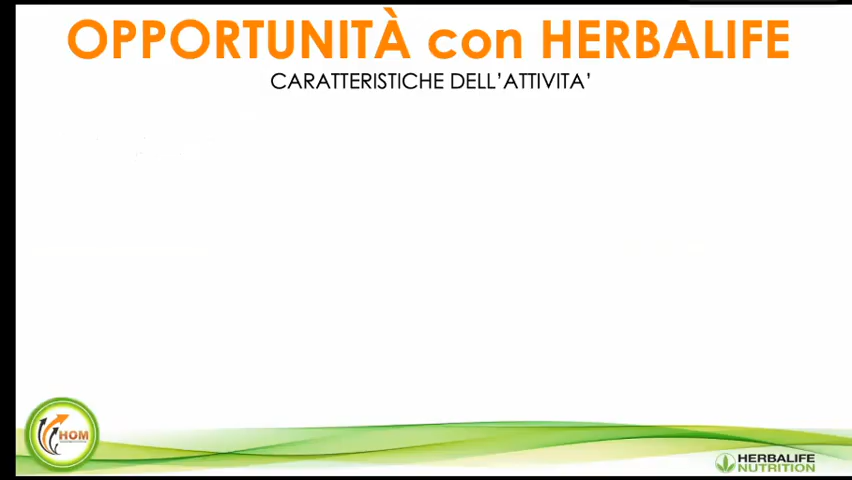 OPPORTUNITÀ con HERBALIFE
CARATTERISTICHE DELL'ATTIVITA'
HOM
HERBALIFE
NUTRITION